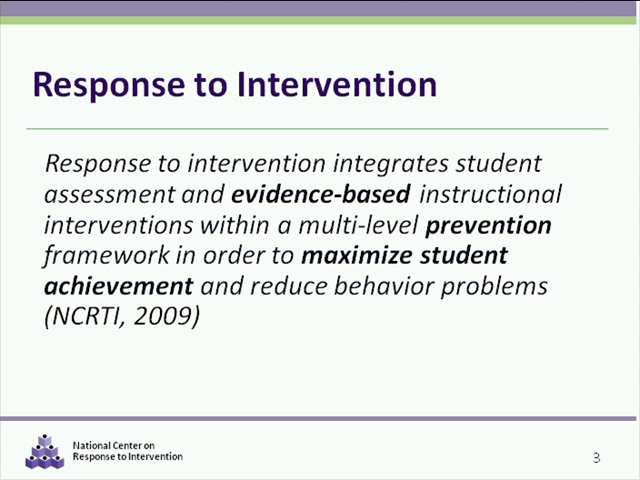 Response to Intervention
Response to intervention integrates student
assessment and evidence-based instructional
interventions within a multi-level prevention
framework in order to maximize student
achievement and reduce behavior problems
(NCRTI, 2009)
National Center on
Response to Intervention
3